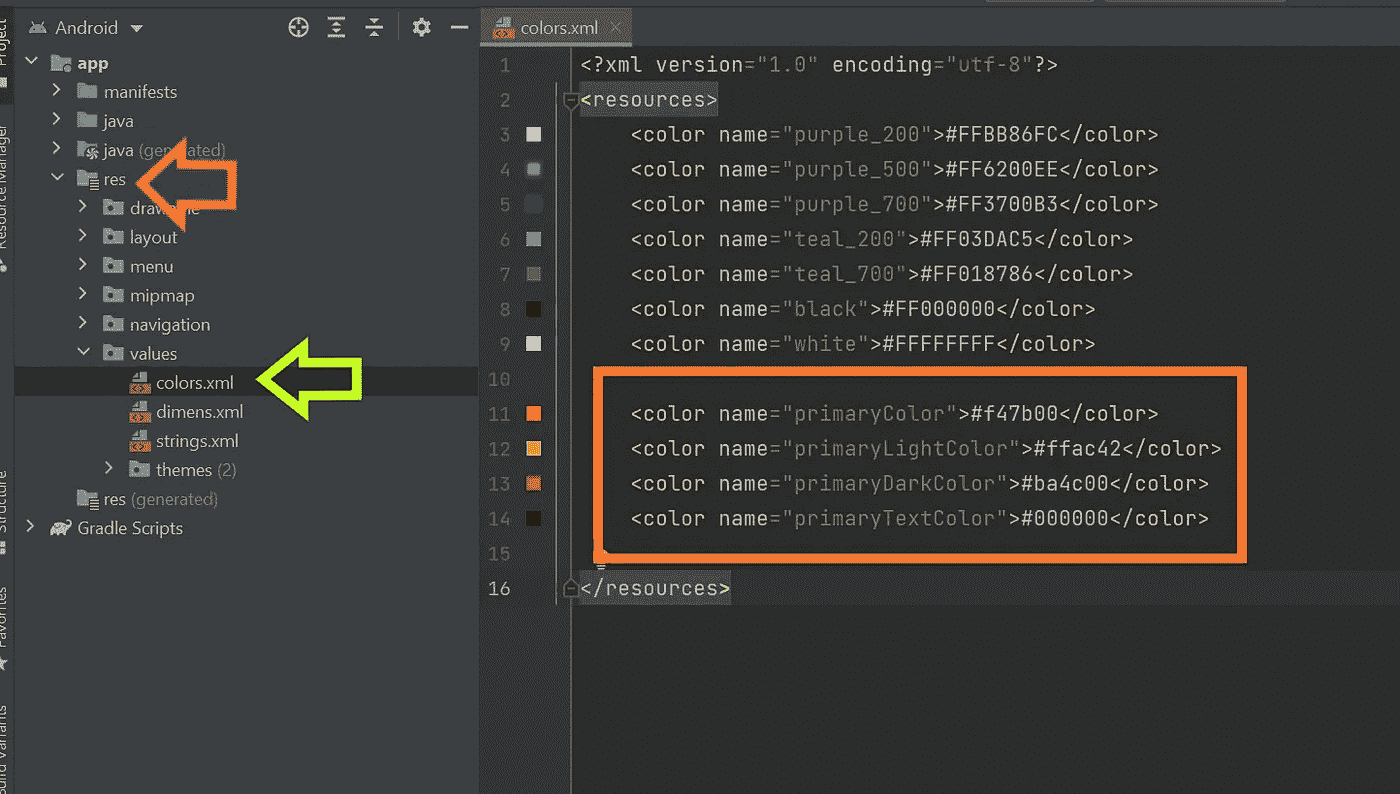 Project
Resource Manager
Structure
Favorites
Build Variants
Android
app
manifests
java
java (generated)
res
layout
menu
mipmap
navigation
values
colors.xml
dimens.xml
strings.xml
themes (2)
res (generated)
Gradle Scripts
colors.xml
1 <?xml version="1.0" encoding="utf-8"?>
2 <resources>
3 <color name="purple_200">#FFBB86FC</color>
4 <color name="purple_500">#FF6200EE</color>
5 <color name="purple_700">#FF3700B3</color>
6 <color name="teal_200">#FF03DAC5</color>
7 <color name="teal_700">#FF018786</color>
8 <color name="black">#FF000000</color>
9 <color name="white">#FFFFFFFF</color>
10
11 <color name="primaryColor">#f47b00</color>
12 <color name="primaryLightColor">#ffac42</color>
13 <color name="primaryDarkColor">#ba4c00</color>
14 <color name="primaryTextColor">#000000</color>
15
16 </resources>